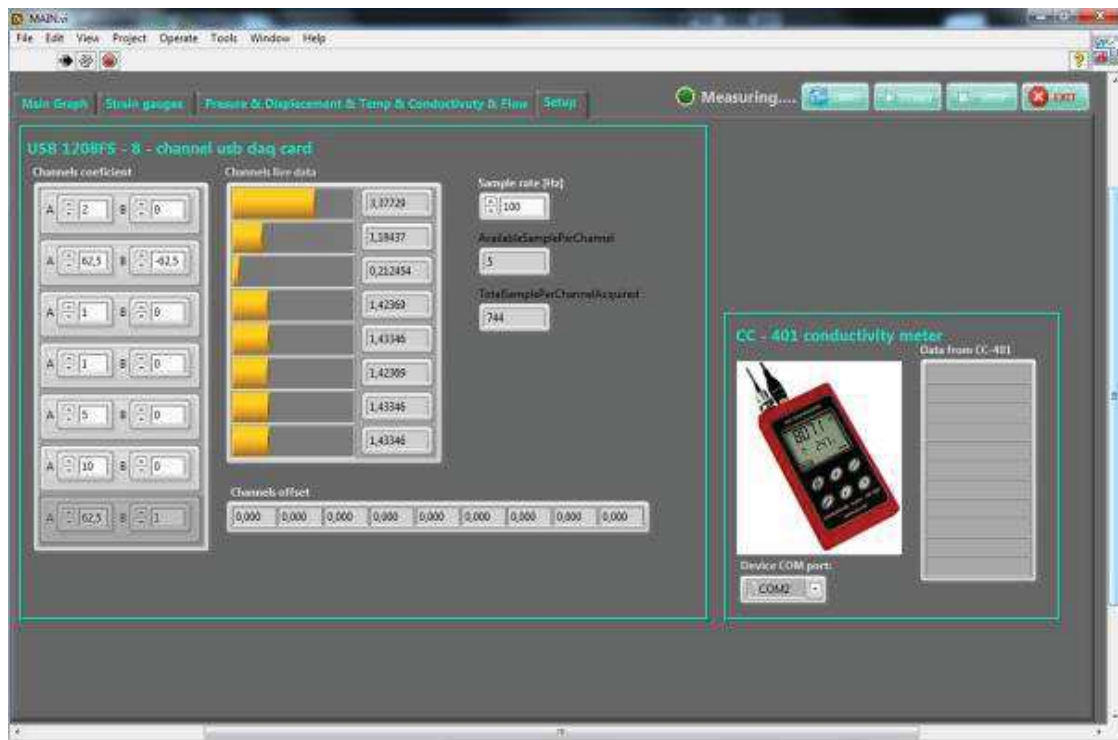 MAIN.vi
File Edit View Project Operate Tools Window Help
Main Graph Strain gauges Presure & Displacement & Temp & Conductivuty & Flow Setup Measuring.... EXIT
USB 1208FS - 8 - channel usb daq card
Channels coeficient Channels live data
Sample rate [Hz]
A 2 B 0 3,37729 100
1,19437 AvailableSamplePerChannel
A 62,5 B -62,5 0,212454 5
TotalSamplePerChannelAcquired
A 1 B 0 1,42369 744
1,43346
A 1 B 0 1,42369
A 5 B 0 1,43346
1,43346
A 10 B 0
Channels offset
A 62,5 B 1 0,000 0,000 0,000 0,000 0,000 0,000 0,000 0,000 0,000
CC - 401 conductivity meter
Data from CC-401
Device COM port:
COM2